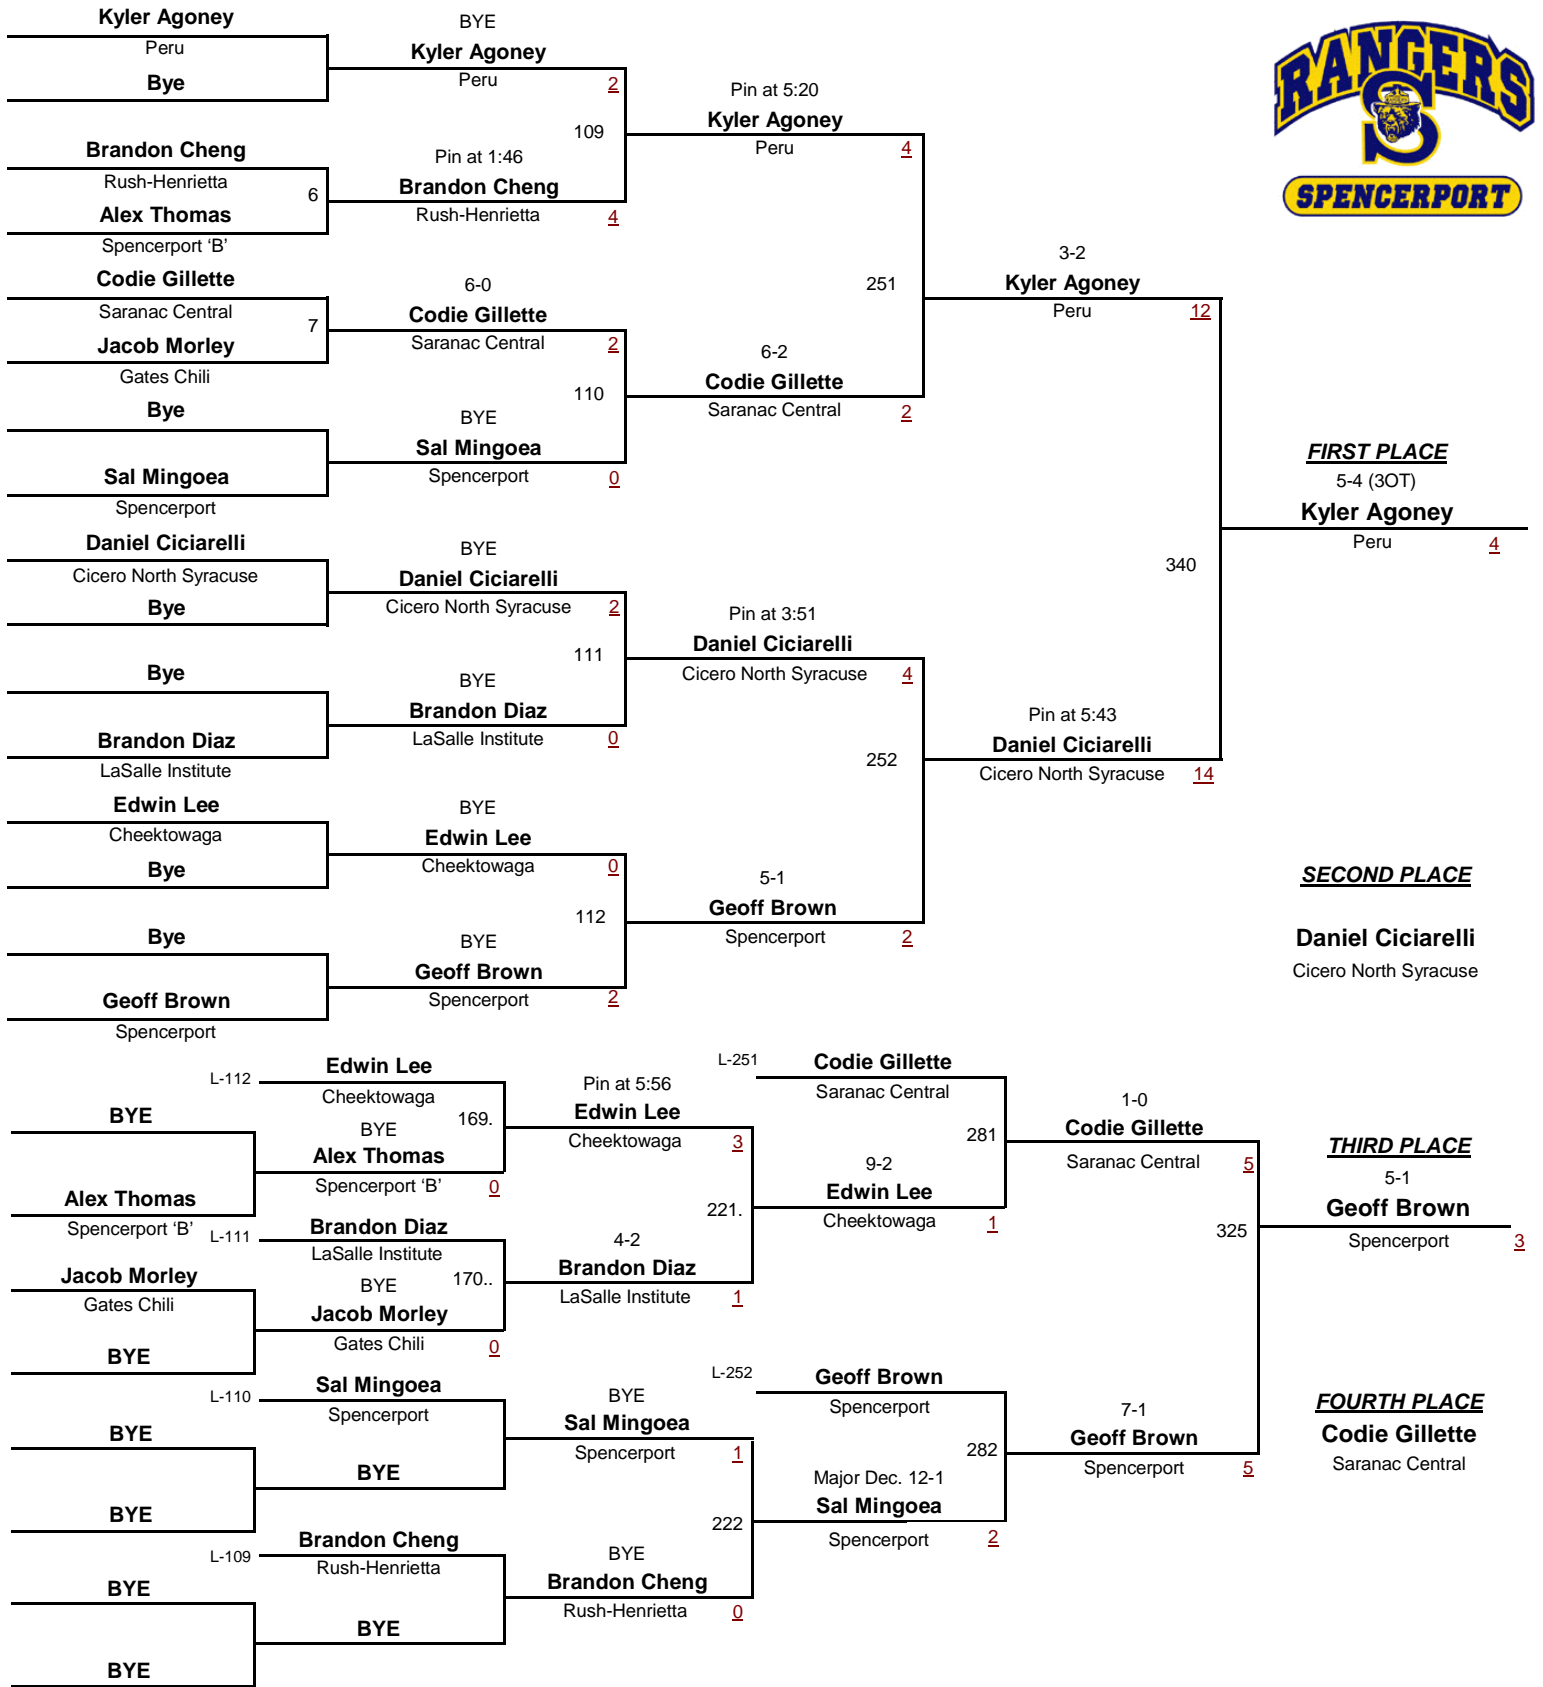 Kyler Agoney
Peru
Bye
Brandon Cheng
Rush-Henrietta
6
Alex Thomas
Spencerport ‘B’
Codie Gillette
Saranac Central
7
Jacob Morley
Gates Chili
Bye
Sal Mingoea
Spencerport
Daniel Ciciarelli
Cicero North Syracuse
Bye
Bye
Brandon Diaz
LaSalle Institute
Edwin Lee
Cheektowaga
Bye
Bye
Geoff Brown
Spencerport
BYE
Kyler Agoney
Peru
2
109
Pin at 1:46
Brandon Cheng
Rush-Henrietta
4
6-0
Codie Gillette
Saranac Central
2
110
BYE
Sal Mingoea
Spencerport
0
BYE
Daniel Ciciarelli
Cicero North Syracuse
2
111
BYE
Brandon Diaz
LaSalle Institute
0
BYE
Edwin Lee
Cheektowaga
0
112
BYE
Geoff Brown
Spencerport
2
Pin at 5:20
Kyler Agoney
Peru
4
251
6-2
Codie Gillette
Saranac Central
2
Pin at 3:51
Daniel Ciciarelli
Cicero North Syracuse
4
252
5-1
Geoff Brown
Spencerport
2
3-2
Kyler Agoney
Peru
12
340
Pin at 5:43
Daniel Ciciarelli
Cicero North Syracuse
14
RANGERS
S
SPENCERPORT
FIRST PLACE
5-4 (3OT)
Kyler Agoney
Peru
4
SECOND PLACE
Daniel Ciciarelli
Cicero North Syracuse
BYE
Alex Thomas
Spencerport ‘B’
Jacob Morley
Gates Chili
BYE
BYE
BYE
BYE
BYE
L-112
Edwin Lee
Cheektowaga
169.
BYE
Alex Thomas
Spencerport ‘B’
0
L-111
Brandon Diaz
LaSalle Institute
170..
BYE
Jacob Morley
Gates Chili
0
L-110
Sal Mingoea
Spencerport
BYE
L-109
Brandon Cheng
Rush-Henrietta
BYE
Pin at 5:56
Edwin Lee
Cheektowaga
3
221.
4-2
Brandon Diaz
LaSalle Institute
1
BYE
Sal Mingoea
Spencerport
1
222
BYE
Brandon Cheng
Rush-Henrietta
0
L-251
Codie Gillette
Saranac Central
281
9-2
Edwin Lee
Cheektowaga
1
L-252
Geoff Brown
Spencerport
282
Major Dec. 12-1
Sal Mingoea
Spencerport
2
1-0
Codie Gillette
Saranac Central
5
325
7-1
Geoff Brown
Spencerport
5
THIRD PLACE
5-1
Geoff Brown
Spencerport
3
FOURTH PLACE
Codie Gillette
Saranac Central